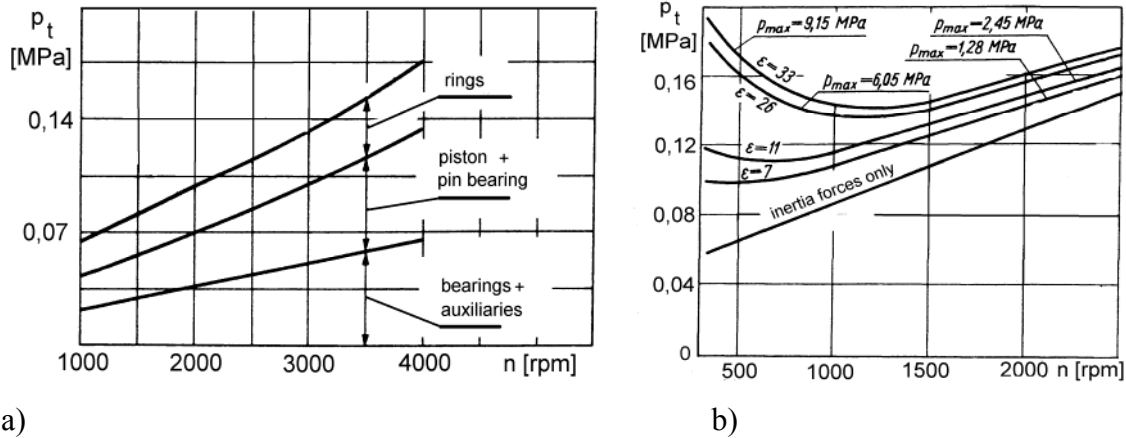 p_t
[MPa]
0,14
0,07
rings
piston +
pin bearing
bearings +
auxiliaries
1000
2000
3000
4000
n [rpm]
a)
p_t
[MPa]
0,16
0,12
0,08
0,04
0
p_max=9,15 MPa
p_max=2,45 MPa
p_max=1,28 MPa
p_max=6,05 MPa
ε=33
ε=26
ε=11
ε=7
inertia forces only
500
1000
1500
2000
n [rpm]
b)